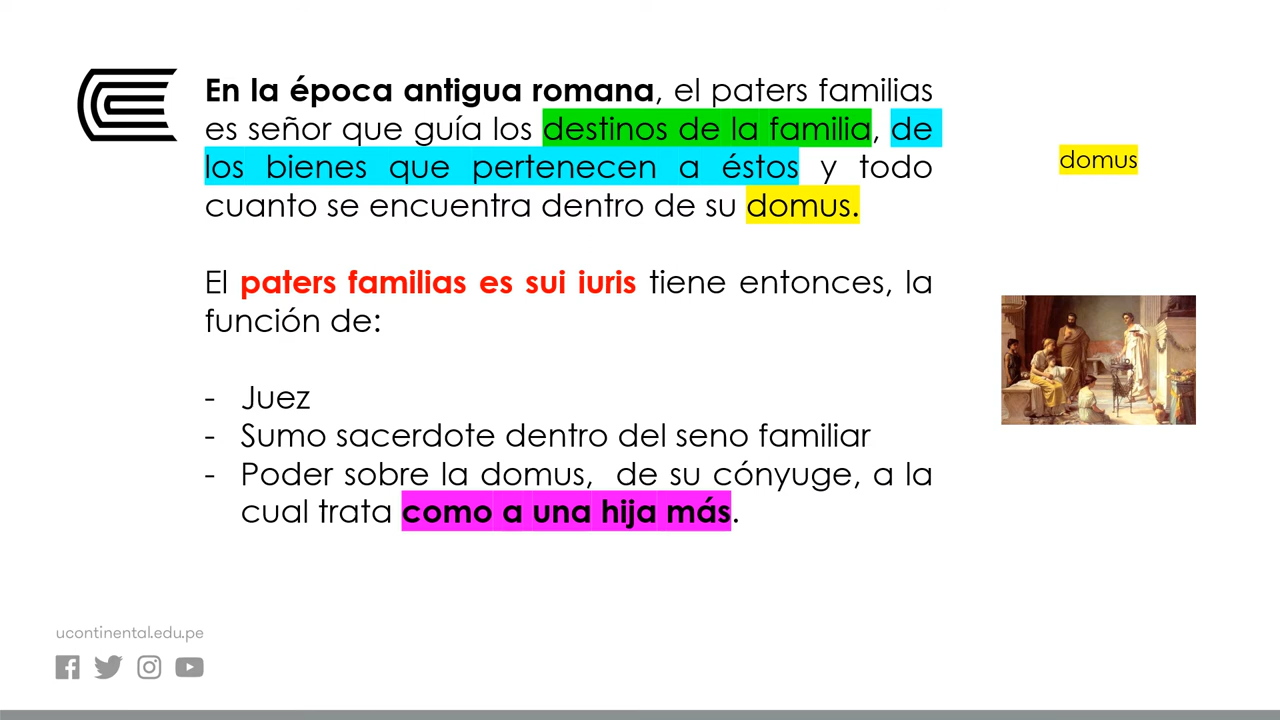 En la época antigua romana, el paters familias
es señor que guía los destinos de la familia, de
los bienes que pertenecen a éstos y todo
cuanto se encuentra dentro de su domus.
domus
El paters familias es sui iuris tiene entonces, la
función de:
- Juez
- Sumo sacerdote dentro del seno familiar
- Poder sobre la domus, de su cónyuge, a la
cual trata como a una hija más.
ucontinental.edu.pe